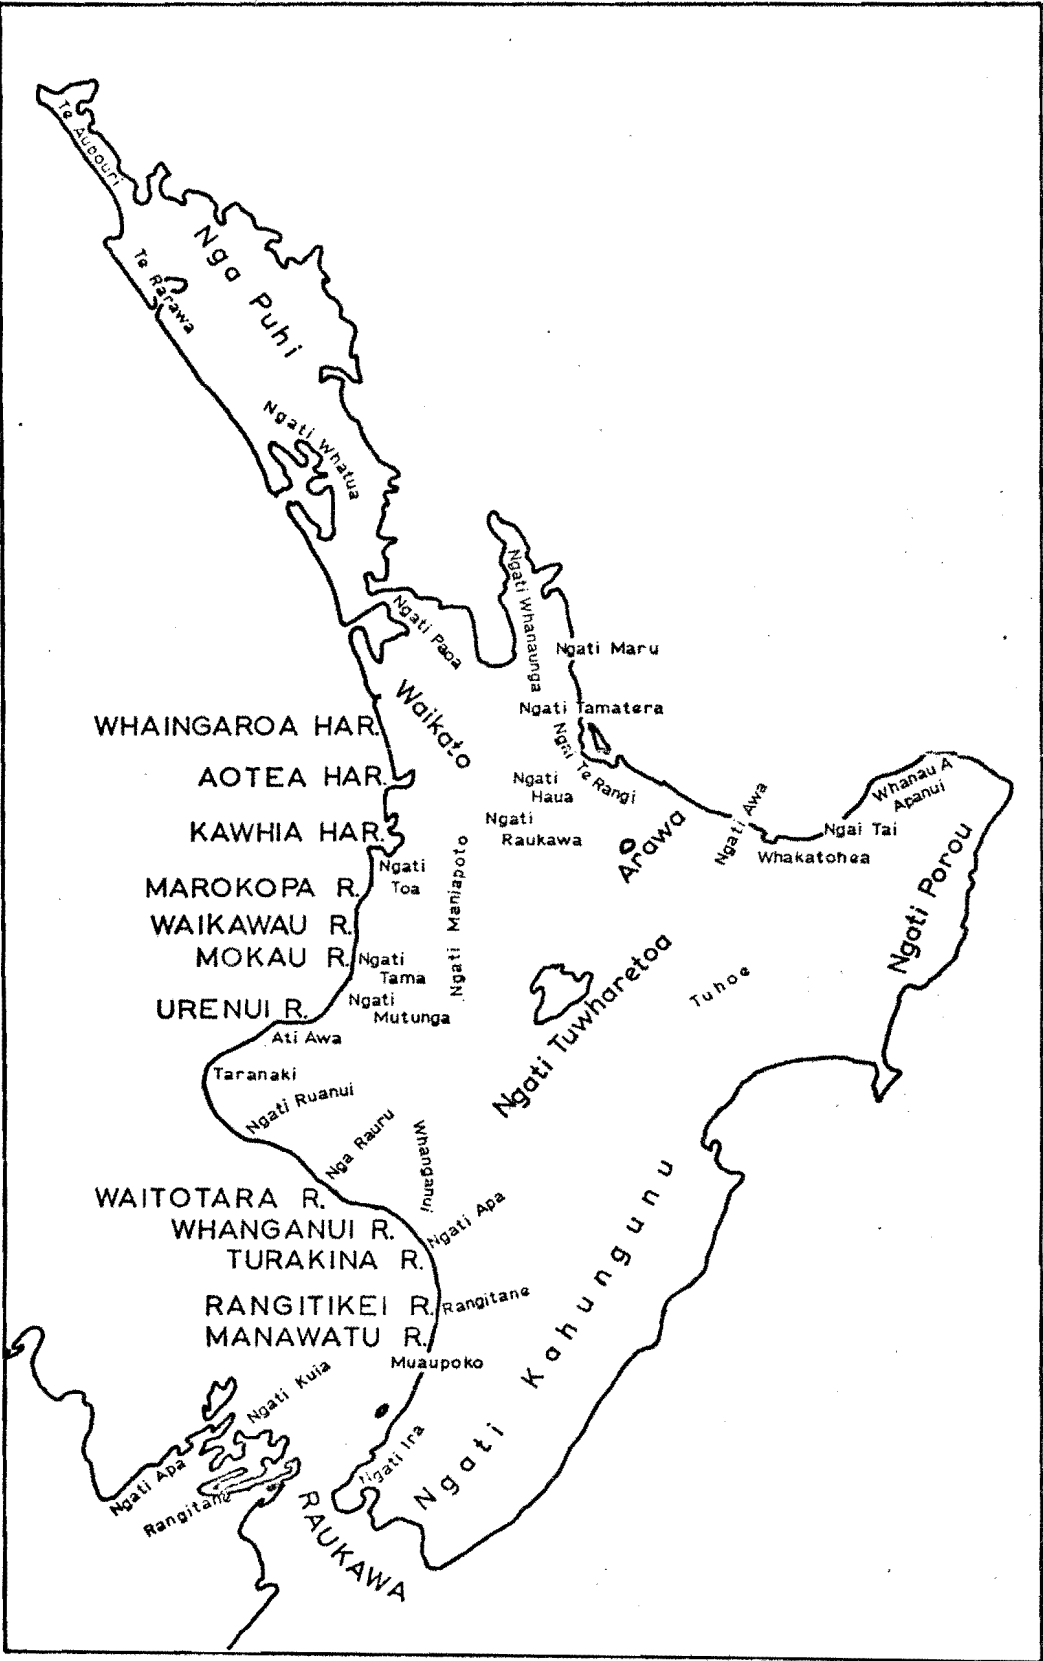 Te Aupouri
Nga Puhi
Te Rarawa
Ngati Whatua
Ngati Whanaunga
Ngati Paoa
Ngati Maru
Waikato
Ngati Tamatera
WHAINGAROA HAR.
Ngai Te Rangi
AOTEA HAR.
Ngati
Haua
Whanau A
Apanui
Ngati Awa
KAWHIA HAR.
Ngati
Raukawa
Arawa
Ngai Tai
Whakatohea
Ngati
Toa
MAROKOPA R.
Ngati Maniapoto
Ngati Porou
WAIKAWAU R.
MOKAU R.
Ngati
Tama
Tuhoe
Ngati Tuwharetoa
URENUI R.
Ngati
Mutunga
Ati Awa
Taranaki
Ngati Ruanui
Nga Rauru
Whanganui
WAITOTARA R.
Ngati Apa
WHANGANUI R.
TURAKINA R.
Ngati Kahungunu
RANGITIKEI R.
Rangitane
MANAWATU R.
Muaupoko
Ngati Kuia
Ngati Ira
Ngati Apa
Rangitane
RAUKAWA